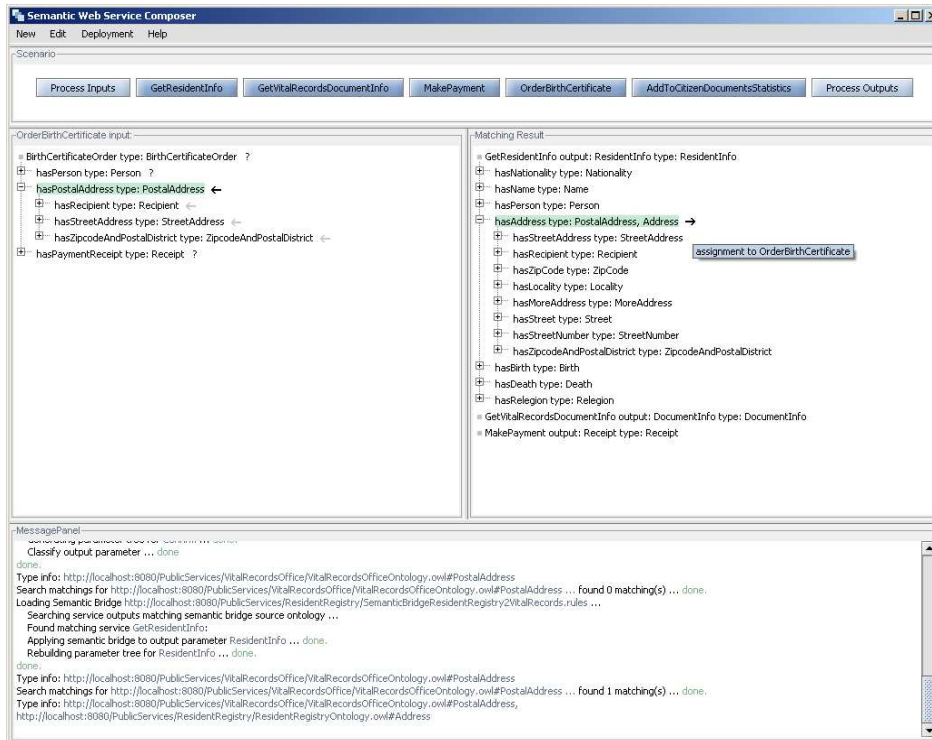 Semantic Web Service Composer
New Edit Deployment Help
Scenario
Process Inputs GetResidentInfo GetVitalRecordsDocumentInfo MakePayment OrderBirthCertificate AddToCitizenDocumentsStatistics Process Outputs
OrderBirthCertificate input:
BirthCertificateOrder type: BirthCertificateOrder ?
hasPerson type: Person ?
hasPostalAddress type: PostalAddress ←
hasRecipient type: Recipient ←
hasStreetAddress type: StreetAddress ←
hasZipcodeAndPostalDistrict type: ZipcodeAndPostalDistrict ←
hasPaymentReceipt type: Receipt ?
Matching Result
GetResidentInfo output: ResidentInfo type: ResidentInfo
hasNationality type: Nationality
hasName type: Name
hasPerson type: Person
hasAddress type: PostalAddress, Address →
hasStreetAddress type: StreetAddress
assignment to OrderBirthCertificate
hasRecipient type: Recipient
hasZipCode type: ZipCode
hasLocality type: Locality
hasMoreAddress type: MoreAddress
hasStreet type: Street
hasStreetNumber type: StreetNumber
hasZipcodeAndPostalDistrict type: ZipcodeAndPostalDistrict
hasBirth type: Birth
hasDeath type: Death
hasRelegion type: Relegion
GetVitalRecordsDocumentInfo output: DocumentInfo type: DocumentInfo
MakePayment output: Receipt type: Receipt
MessagePanel
Classify output parameter ... done
done.
Type info: http://localhost:8080/PublicServices/VitalRecordsOffice/VitalRecordsOfficeOntology.owl#PostalAddress
Search matchings for http://localhost:8080/PublicServices/VitalRecordsOffice/VitalRecordsOfficeOntology.owl#PostalAddress ... found 0 matching(s) ... done.
Loading Semantic Bridge http://localhost:8080/PublicServices/ResidentRegistry/SemanticBridgeResidentRegistry2VitalRecords.rules ...
Searching service outputs matching semantic bridge source ontology ...
Found matching service GetResidentInfo:
Applying semantic bridge to output parameter ResidentInfo ... done.
Rebuilding parameter tree for ResidentInfo ... done.
done.
Type info: http://localhost:8080/PublicServices/VitalRecordsOffice/VitalRecordsOfficeOntology.owl#PostalAddress
Search matchings for http://localhost:8080/PublicServices/VitalRecordsOffice/VitalRecordsOfficeOntology.owl#PostalAddress ... found 1 matching(s) ... done.
Type info: http://localhost:8080/PublicServices/VitalRecordsOffice/VitalRecordsOfficeOntology.owl#PostalAddress,
http://localhost:8080/PublicServices/ResidentRegistry/ResidentRegistryOntology.owl#Address